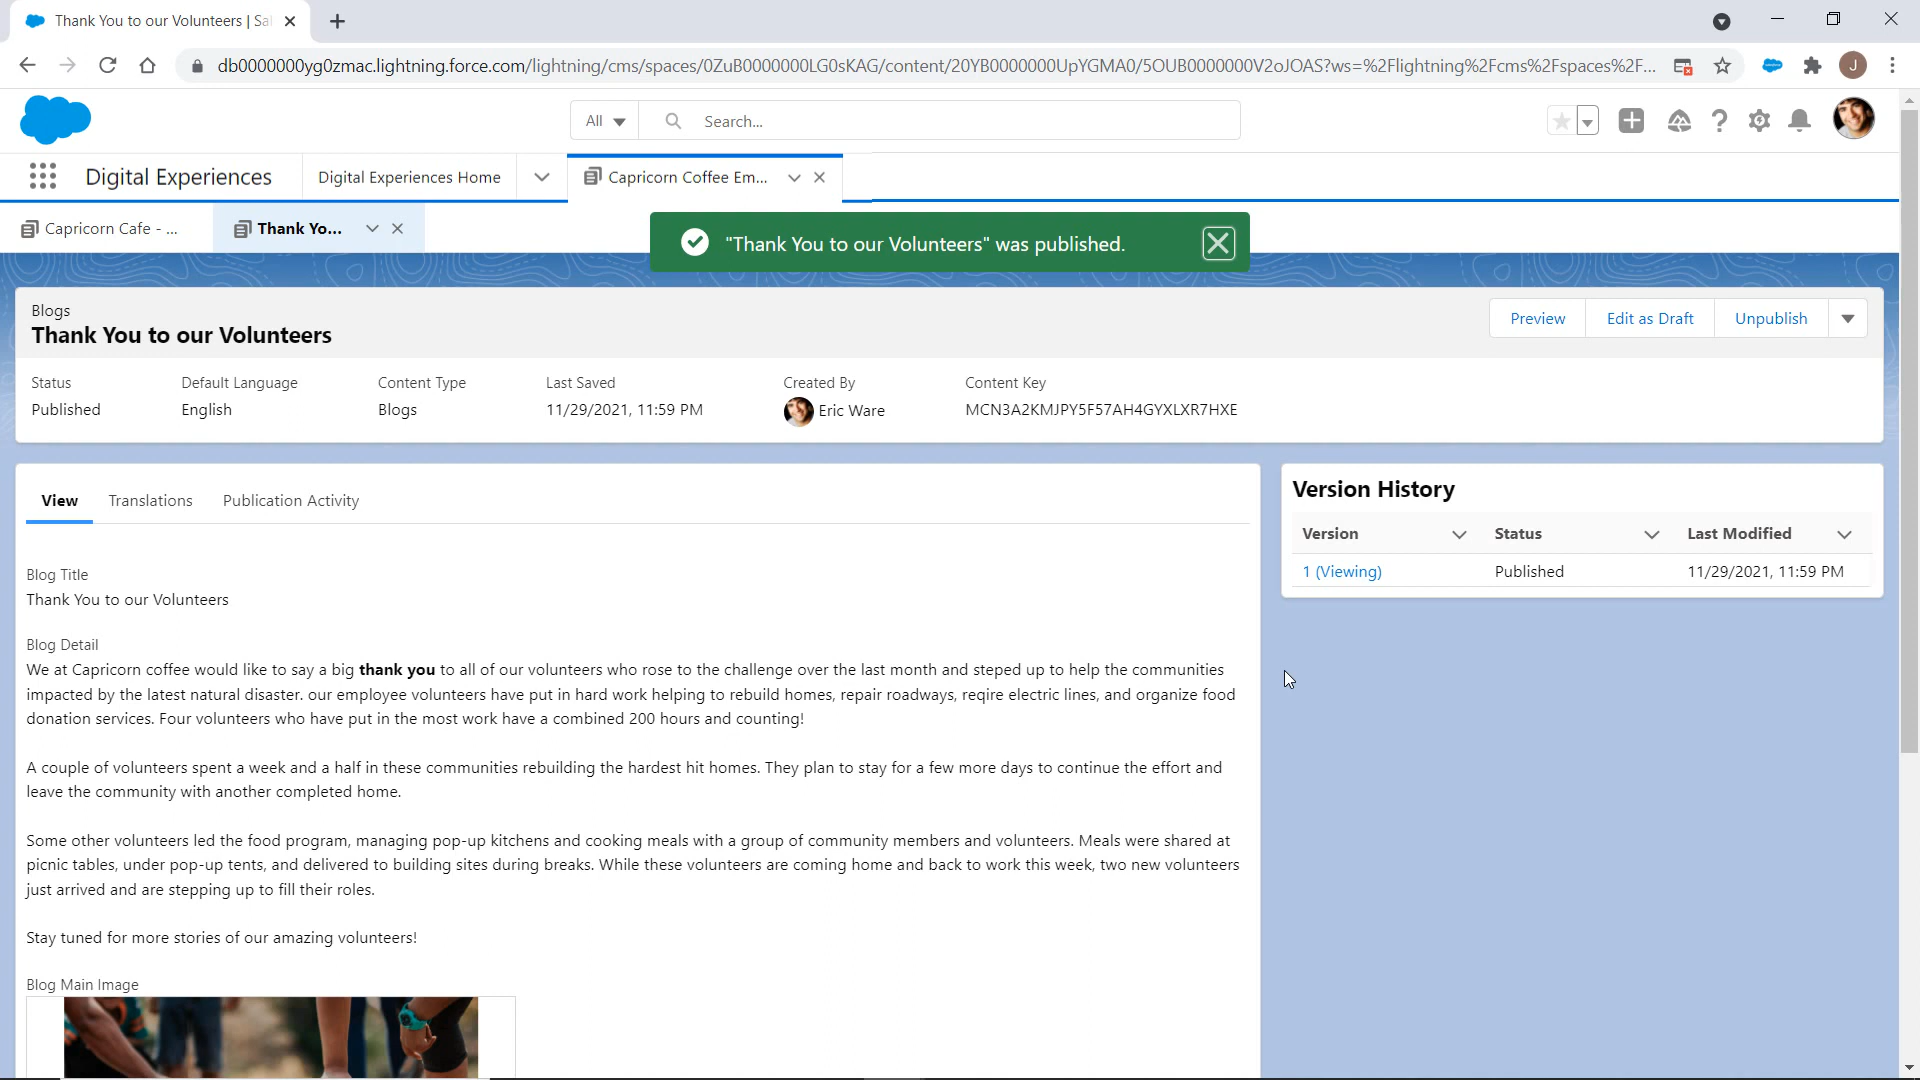 Thank You to our Volunteers | Sa
db0000000yg0zmac.lightning.force.com/lightning/cms/spaces/0ZuB0000000LG0sKAG/content/20YB0000000UpYGMA0/5OUB0000000V2oJOAS?ws=%2Flightning%2Fcms%2Fspaces%2F...
J
All
Search...
Digital Experiences
Digital Experiences Home
Capricorn Coffee Em...
Capricorn Cafe - ...
Thank Yo...
"Thank You to our Volunteers" was published.
Blogs
Thank You to our Volunteers
Preview
Edit as Draft
Unpublish
Status
Default Language
Content Type
Last Saved
Created By
Content Key
Published
English
Blogs
11/29/2021, 11:59 PM
Eric Ware
MCN3A2KMJPY5F57AH4GYXLXR7HXE
View
Translations
Publication Activity
Blog Title
Thank You to our Volunteers
Blog Detail
We at Capricorn coffee would like to say a big thank you to all of our volunteers who rose to the challenge over the last month and steped up to help the communities
impacted by the latest natural disaster. our employee volunteers have put in hard work helping to rebuild homes, repair roadways, reqire electric lines, and organize food
donation services. Four volunteers who have put in the most work have a combined 200 hours and counting!
A couple of volunteers spent a week and a half in these communities rebuilding the hardest hit homes. They plan to stay for a few more days to continue the effort and
leave the community with another completed home.
Some other volunteers led the food program, managing pop-up kitchens and cooking meals with a group of community members and volunteers. Meals were shared at
picnic tables, under pop-up tents, and delivered to building sites during breaks. While these volunteers are coming home and back to work this week, two new volunteers
just arrived and are stepping up to fill their roles.
Stay tuned for more stories of our amazing volunteers!
Blog Main Image
Version History
Version
Status
Last Modified
1 (Viewing)
Published
11/29/2021, 11:59 PM